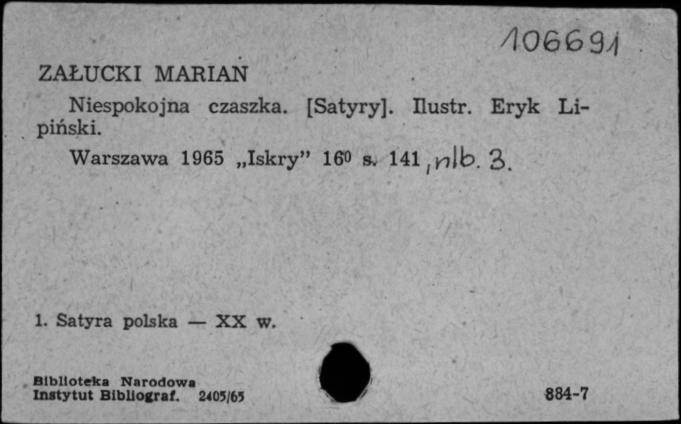 106691
ZAŁUCKI MARIAN
Niespokojna czaszka. [Satyry]. Ilustr. Eryk Li-
piński.
Warszawa 1965 „Iskry” 16⁰ s. 141, nlb. 3.
1. Satyra polska — XX w.
Biblioteka Narodowa
Instytut Bibliograf. 2405/65
884-7